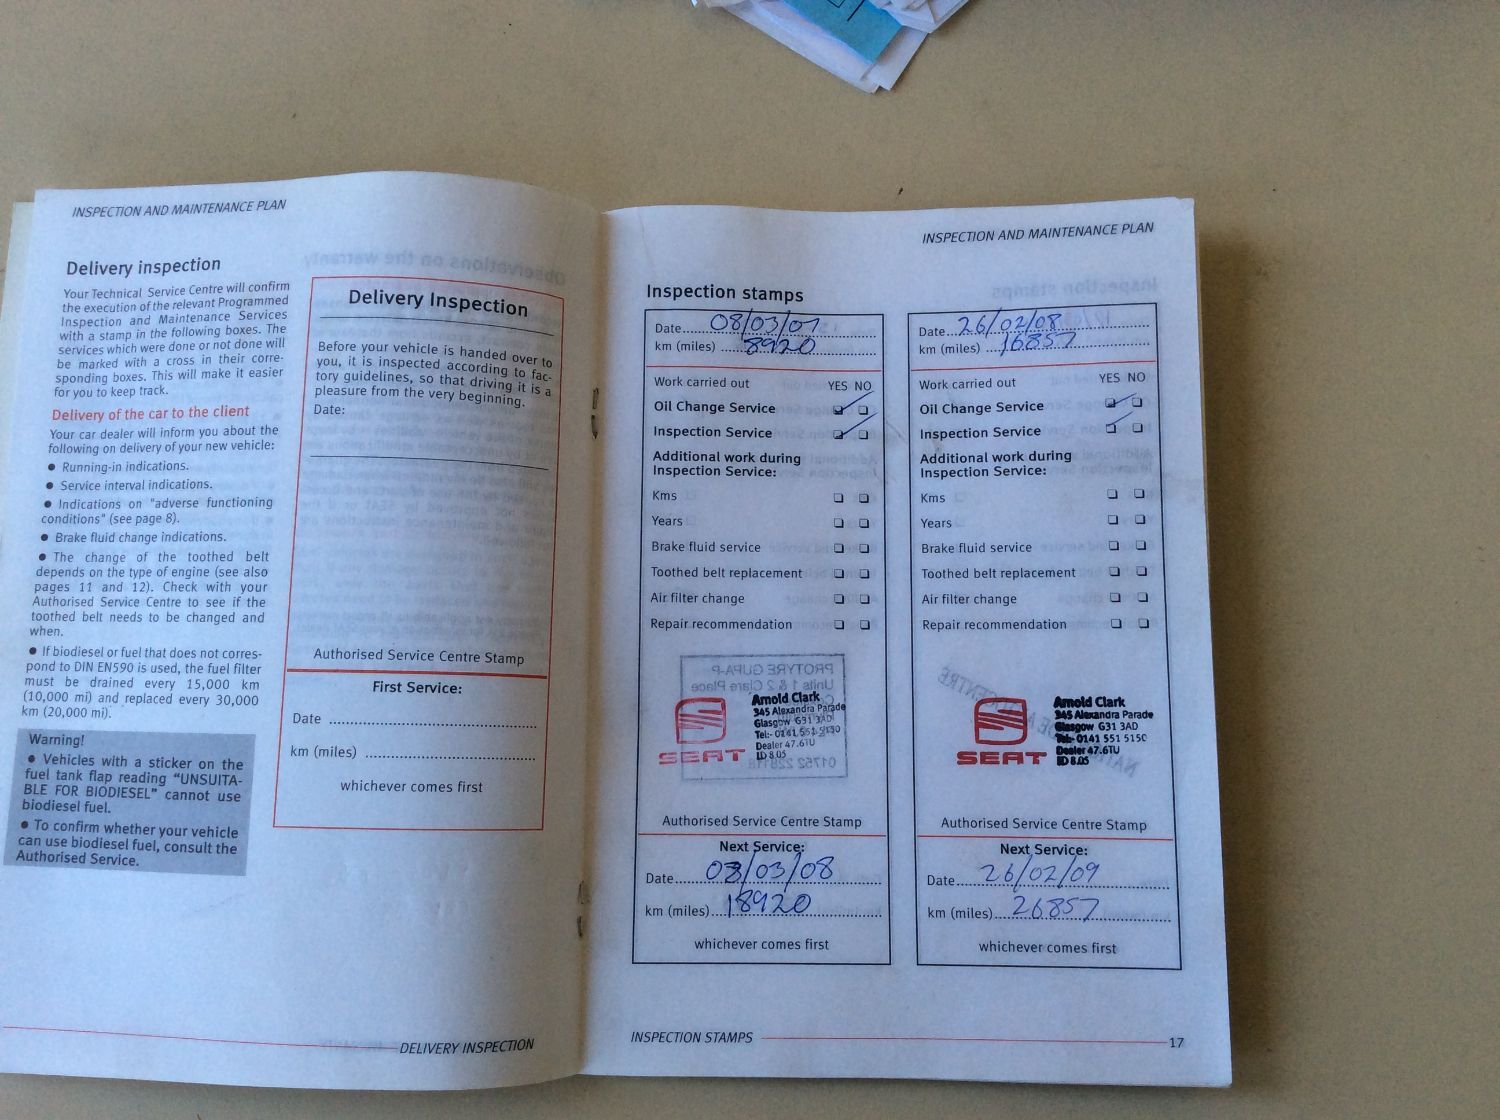 INSPECTION AND MAINTENANCE PLAN
Delivery inspection
Your Technical Service Centre will confirm
the execution of the relevant Programmed
Inspection and Maintenance Services
with a stamp in the following boxes. The
services which were done or not done will
be marked with a cross in their corre-
sponding boxes. This will make it easier
for you to keep track.
Delivery of the car to the client
Your car dealer will inform you about the
following on delivery of your new vehicle:
● Running-in indications.
● Service interval indications.
● Indications on "adverse functioning
conditions" (see page 8).
● Brake fluid change indications.
● The change of the toothed belt
depends on the type of engine (see also
pages 11 and 12). Check with your
Authorised Service Centre to see if the
toothed belt needs to be changed and
when.
● If biodiesel or fuel that does not corres-
pond to DIN EN590 is used, the fuel filter
must be drained every 15,000 km
(10,000 mi) and replaced every 30,000
km (20,000 mi).
Warning!
● Vehicles with a sticker on the
fuel tank flap reading “UNSUITA-
BLE FOR BIODIESEL” cannot use
biodiesel fuel.
● To confirm whether your vehicle
can use biodiesel fuel, consult the
Authorised Service.
Delivery Inspection
Before your vehicle is handed over to
you, it is inspected according to fac-
tory guidelines, so that driving it is a
pleasure from the very beginning.
Date:
Authorised Service Centre Stamp
First Service:
Date
km (miles)
whichever comes first
DELIVERY INSPECTION
INSPECTION AND MAINTENANCE PLAN
Inspection stamps
Date 08/03/07
km (miles) 8920
Work carried out YES NO
Oil Change Service
Inspection Service
Additional work during
Inspection Service:
Kms
Years
Brake fluid service
Toothed belt replacement
Air filter change
Repair recommendation
SEAT
Arnold Clark
345 Alexandra Parade
Glasgow G31 3AD
Tel:- 0141 551 5150
Dealer 47.6TU
ID 8.05
Authorised Service Centre Stamp
Next Service:
Date 08/03/08
km (miles) 18920
whichever comes first
Date 26/02/08
km (miles) 16857
Work carried out YES NO
Oil Change Service
Inspection Service
Additional work during
Inspection Service:
Kms
Years
Brake fluid service
Toothed belt replacement
Air filter change
Repair recommendation
SEAT
Arnold Clark
345 Alexandra Parade
Glasgow G31 3AD
Tel:- 0141 551 5150
Dealer 47.6TU
ID 8.05
Authorised Service Centre Stamp
Next Service:
Date 26/02/09
km (miles) 26857
whichever comes first
INSPECTION STAMPS
17